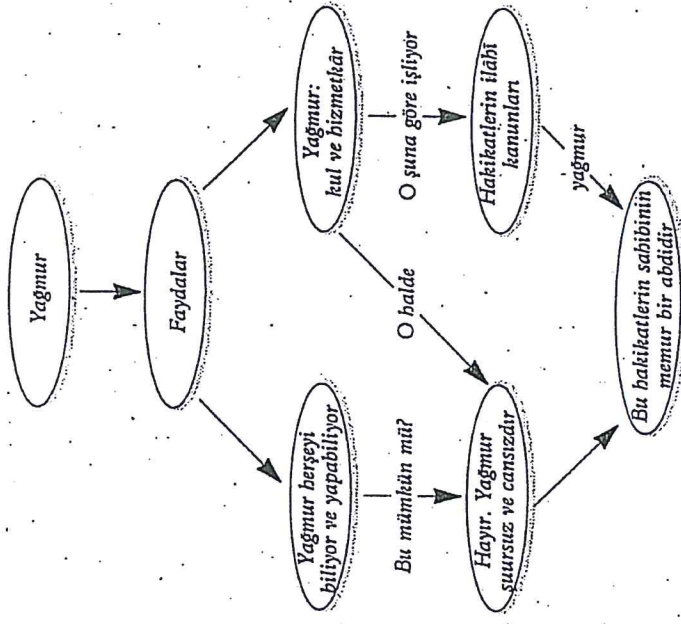 Yağmur
Faydalar
Yağmur herşeyi
biliyor ve yapabiliyor
Yağmur:
kul ve hizmetkâr
Bu mümkün mü?
O halde
O şuna göre işliyor
Hayır. Yağmur
şuursuz ve cansızdır
Hakikatlerin ilâhî
kanunları
yağmur
Bu hakikatlerin sahibinin
memur bir abdidir